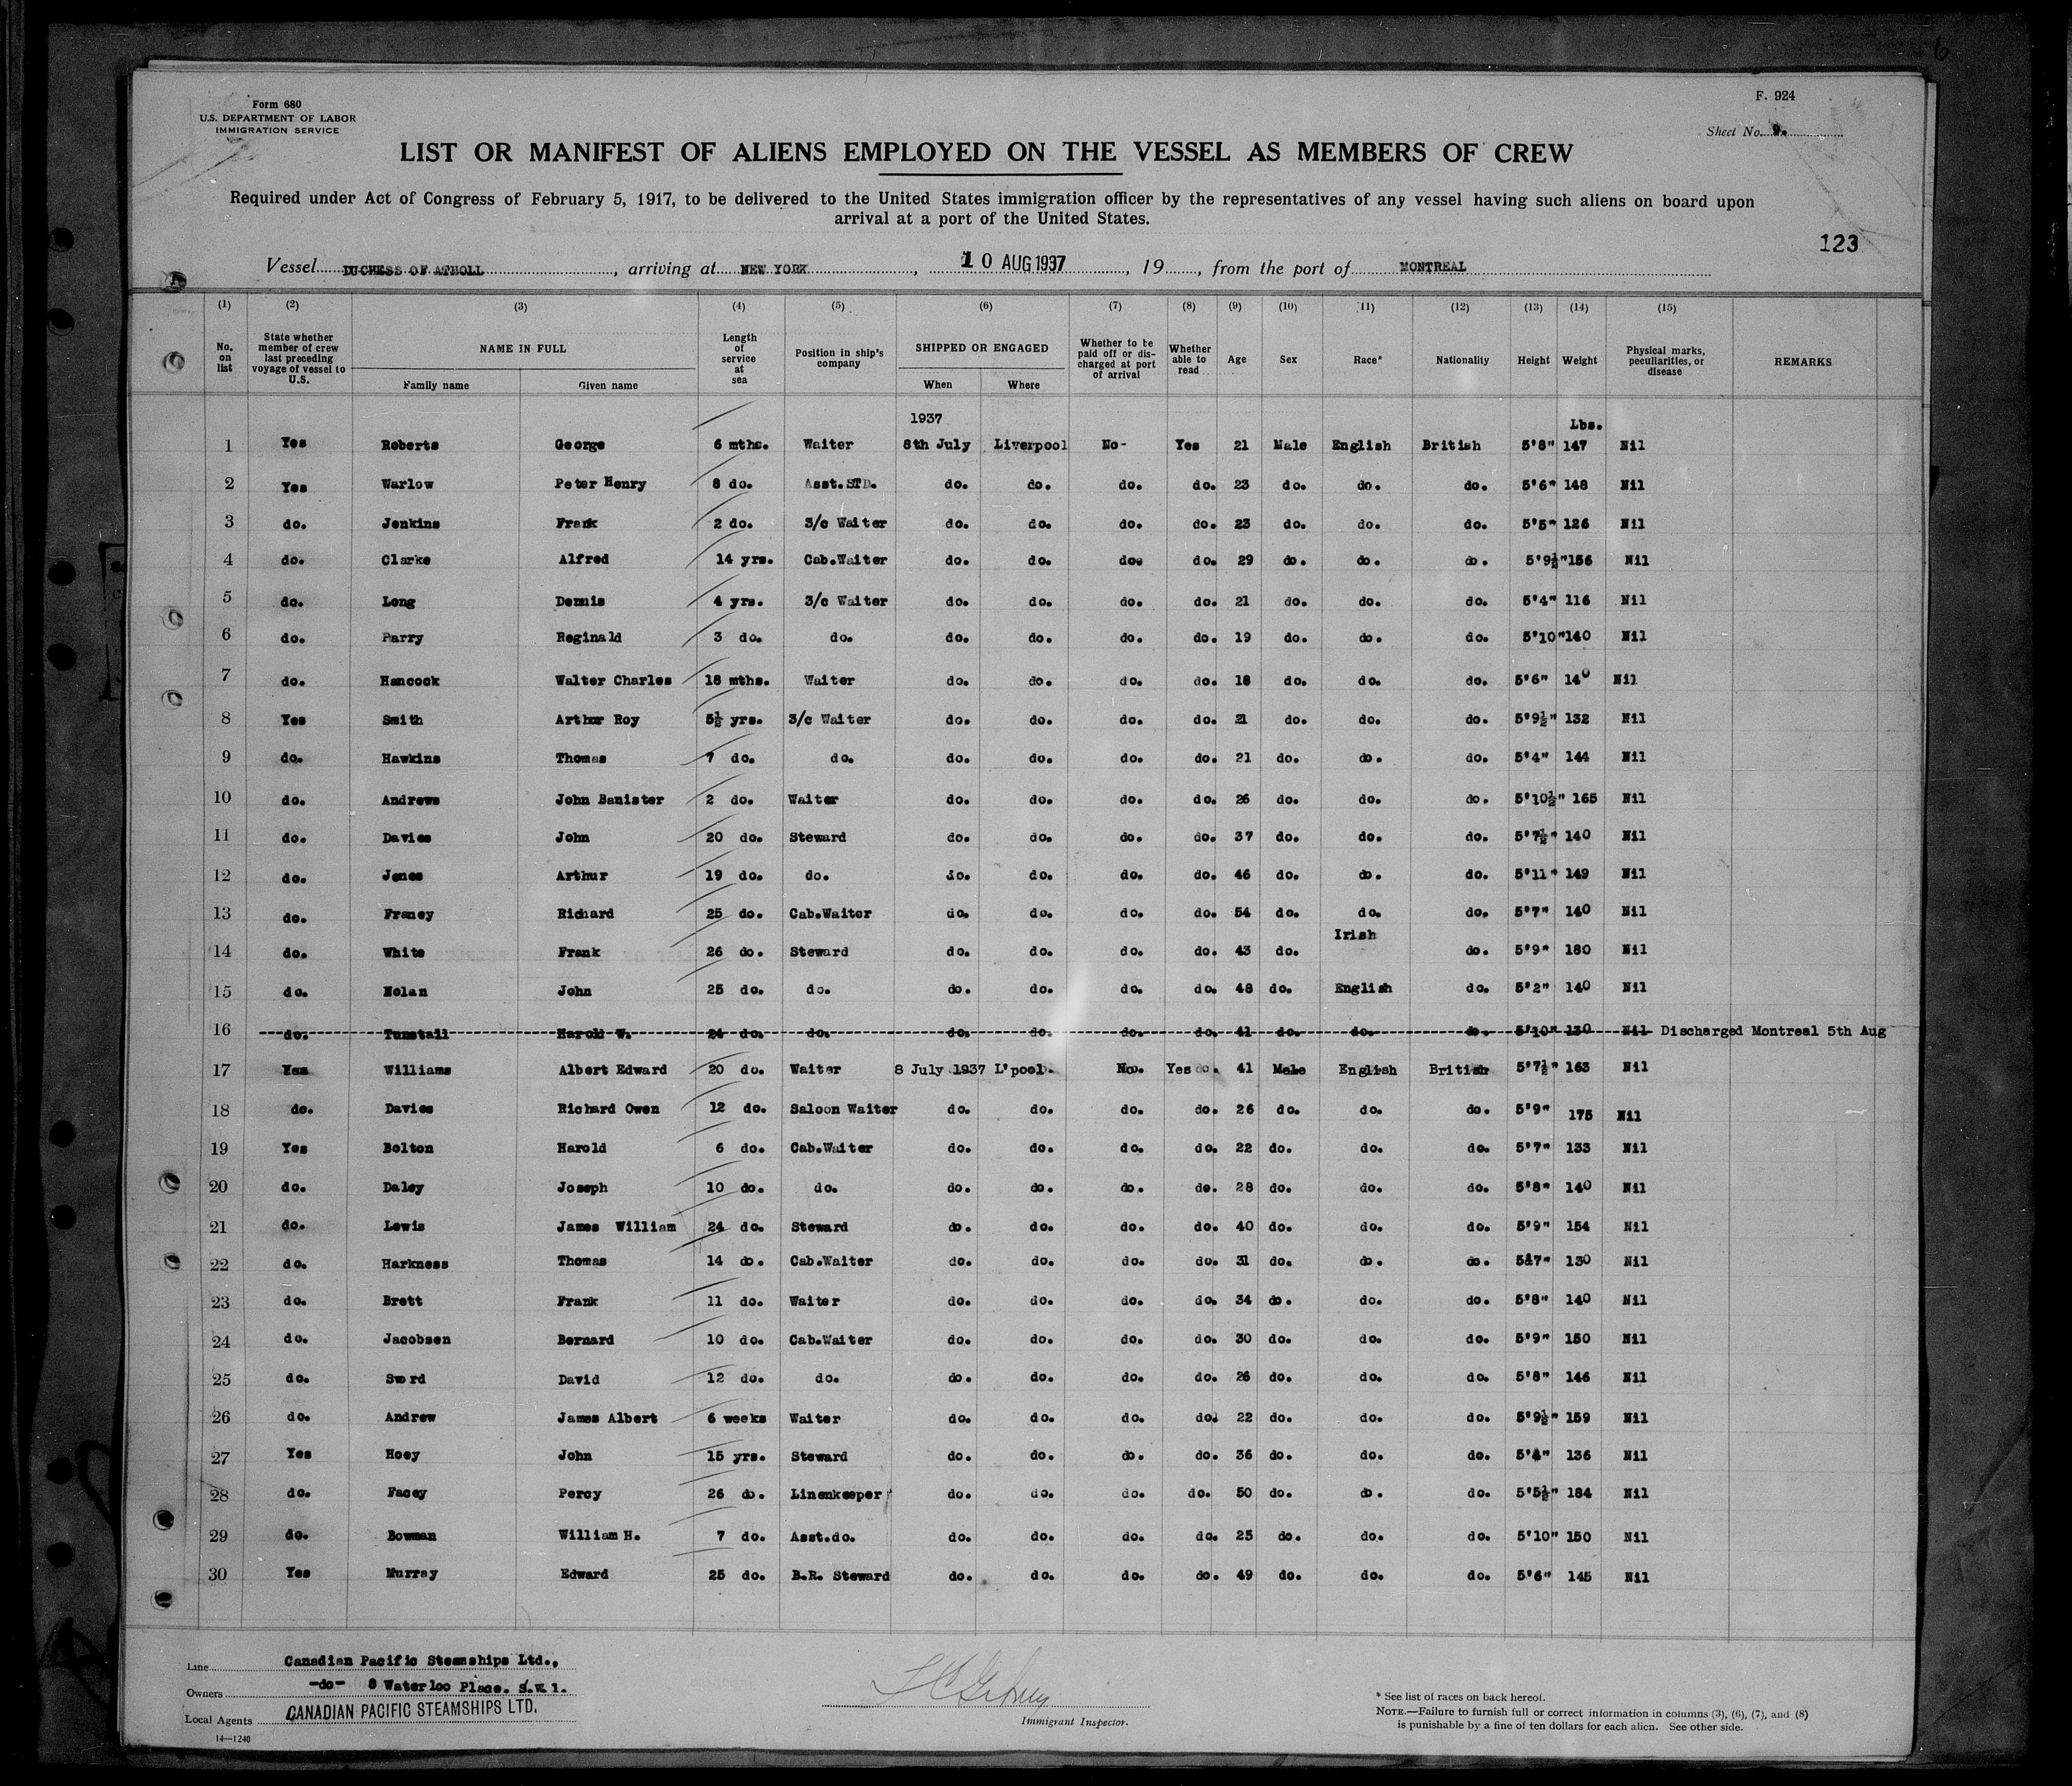 6
Form 680
U.S. DEPARTMENT OF LABOR
IMMIGRATION SERVICE
F. 924
Sheet No. 9.
LIST OR MANIFEST OF ALIENS EMPLOYED ON THE VESSEL AS MEMBERS OF CREW
Required under Act of Congress of February 5, 1917, to be delivered to the United States immigration officer by the representatives of any vessel having such aliens on board upon
arrival at a port of the United States.
123
Vessel DUCHESS OF ATHOLL, arriving at NEW YORK, 10 AUG 1937, 19, from the port of MONTREAL
(1) (2) (3) (4) (5) (6) (7) (8) (9) (10) (11) (12) (13) (14) (15)
No. on list State whether member of crew last preceding voyage of vessel to U.S. NAME IN FULL Length of service at sea Position in ship's company SHIPPED OR ENGAGED Whether to be paid off or discharged at port of arrival Whether able to read Age Sex Race* Nationality Height Weight Physical marks, peculiarities, or disease REMARKS
Family name Given name When Where
1937 Lbs.
1 Yes Roberts George 6 mths. Waiter 8th July Liverpool No- Yes 21 Male English British 5'8" 147 Nil
2 Yes Warlow Peter Henry 8 do. Asst.STD. do. do. do. do. 23 do. do. do. 5'6" 148 Nil
3 do. Jenkins Frank 2 do. 3/c Waiter do. do. do. do. 23 do. do. do. 5'5" 126 Nil
4 do. Clarke Alfred 14 yrs. Cab.Waiter do. do. do. do. 29 do. do. do. 5'9½" 156 Nil
5 do. Long Dennis 4 yrs. 3/c Waiter do. do. do. do. 21 do. do. do. 5'4" 116 Nil
6 do. Parry Reginald 3 do. do. do. do. do. do. 19 do. do. do. 5'10" 140 Nil
7 do. Hancock Walter Charles 18 mths. Waiter do. do. do. do. 18 do. do. do. 5'6" 140 Nil
8 Yes Smith Arthur Roy 5½ yrs. 3/c Waiter do. do. do. do. 21 do. do. do. 5'9½" 132 Nil
9 do. Hawkins Thomas 7 do. do. do. do. do. do. 21 do. do. do. 5'4" 144 Nil
10 do. Andrews John Banister 2 do. Waiter do. do. do. do. 26 do. do. do. 5'10½" 165 Nil
11 do. Davies John 20 do. Steward do. do. do. do. 37 do. do. do. 5'7½" 140 Nil
12 do. Jones Arthur 19 do. do. do. do. do. do. 46 do. do. do. 5'11" 149 Nil
13 do. Franey Richard 25 do. Cab.Waiter do. do. do. do. 54 do. do. do. 5'7" 140 Nil
14 do. White Frank 26 do. Steward do. do. do. do. 43 do. Irish do. 5'9" 180 Nil
15 do. Nolan John 25 do. do. do. do. do. do. 48 do. English do. 5'2" 140 Nil
16 do. Tunstall Harold W. 24 do. do. do. do. do. do. 41 do. do. do. 5'10" 130 Nil Discharged Montreal 5th Aug
17 Yes Williams Albert Edward 20 do. Waiter 8 July 1937 L'pool. No. Yes 41 Male English British 5'7½" 163 Nil
18 do. Davies Richard Owen 12 do. Saloon Waiter do. do. do. do. 26 do. do. do. 5'9" 175 Nil
19 Yes Bolton Harold 6 do. Cab.Waiter do. do. do. do. 22 do. do. do. 5'7" 133 Nil
20 do. Daley Joseph 10 do. do. do. do. do. do. 28 do. do. do. 5'8" 140 Nil
21 do. Lewis James William 24 do. Steward do. do. do. do. 40 do. do. do. 5'9" 154 Nil
22 do. Harkness Thomas 14 do. Cab.Waiter do. do. do. do. 31 do. do. do. 5&7" 130 Nil
23 do. Brett Frank 11 do. Waiter do. do. do. do. 34 do. do. do. 5'8" 140 Nil
24 do. Jacobsen Bernard 10 do. Cab.Waiter do. do. do. do. 30 do. do. do. 5'9" 150 Nil
25 do. Sword David 12 do. do. do. do. do. do. 26 do. do. do. 5'8" 146 Nil
26 do. Andrew James Albert 6 weeks Waiter do. do. do. do. 22 do. do. do. 5'9½" 159 Nil
27 Yes Hoey John 15 yrs. Steward do. do. do. do. 36 do. do. do. 5'4" 136 Nil
28 do. Facey Percy 26 do. Linenkeeper do. do. do. do. 50 do. do. do. 5'5½" 184 Nil
29 do. Bowman William H. 7 do. Asst.do. do. do. do. do. 25 do. do. do. 5'10" 150 Nil
30 Yes Murray Edward 25 do. B.R. Steward do. do. do. do. 49 do. do. do. 5'6" 145 Nil
Line Canadian Pacific Steamships Ltd.,
Owners -do- 8 Waterloo Place. S.W.1.
Local Agents CANADIAN PACIFIC STEAMSHIPS LTD.
14—1240
Immigrant Inspector.
* See list of races on back hereof.
NOTE.—Failure to furnish full or correct information in columns (3), (6), (7), and (8)
is punishable by a fine of ten dollars for each alien. See other side.